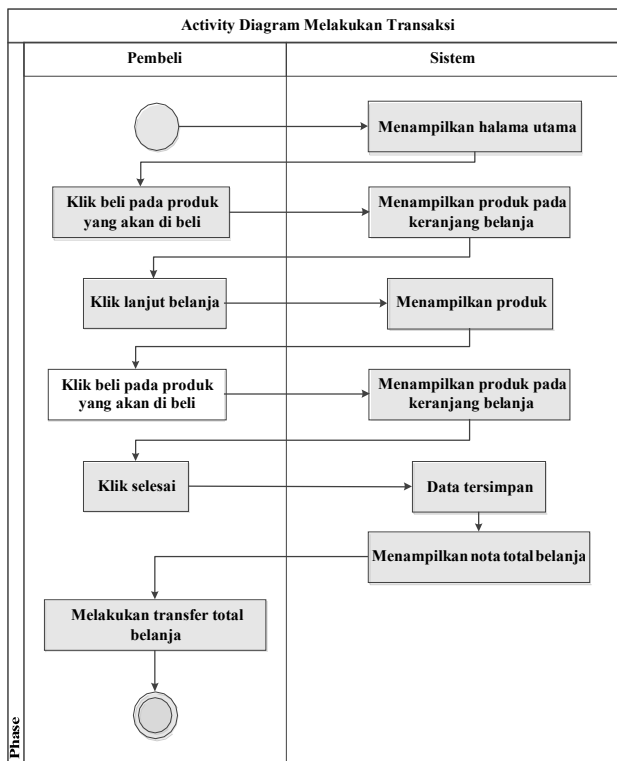 Activity Diagram Melakukan Transaksi
Pembeli
Sistem
Menampilkan halama utama
Klik beli pada produk
yang akan di beli
Menampilkan produk pada
keranjang belanja
Klik lanjut belanja
Menampilkan produk
Klik beli pada produk
yang akan di beli
Menampilkan produk pada
keranjang belanja
Klik selesai
Data tersimpan
Menampilkan nota total belanja
Melakukan transfer total
belanja
Phase